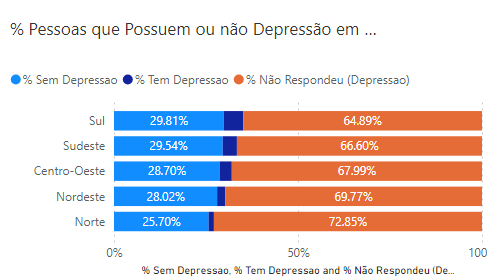 % Pessoas que Possuem ou não Depressão em ...
% Sem Depressao % Tem Depressao % Não Respondeu (Depressao)
Sul 29.81% 64.89%
Sudeste 29.54% 66.60%
Centro-Oeste 28.70% 67.99%
Nordeste 28.02% 69.77%
Norte 25.70% 72.85%
0% 50% 100
% Sem Depressao, % Tem Depressao and % Não Respondeu (De...